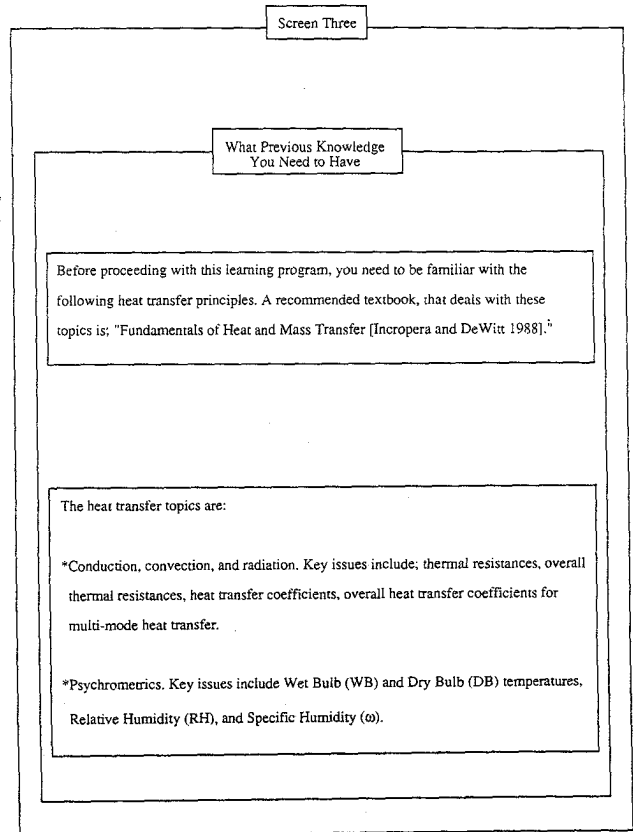 Screen Three
What Previous Knowledge
You Need to Have
Before proceeding with this learning program, you need to be familiar with the
following heat transfer principles. A recommended textbook, that deals with these
topics is; "Fundamentals of Heat and Mass Transfer [Incropera and DeWitt 1988]."
The heat transfer topics are:
*Conduction, convection, and radiation. Key issues include; thermal resistances, overall
thermal resistances, heat transfer coefficients, overall heat transfer coefficients for
multi-mode heat transfer.
*Psychrometrics. Key issues include Wet Bulb (WB) and Dry Bulb (DB) temperatures,
Relative Humidity (RH), and Specific Humidity (ω).